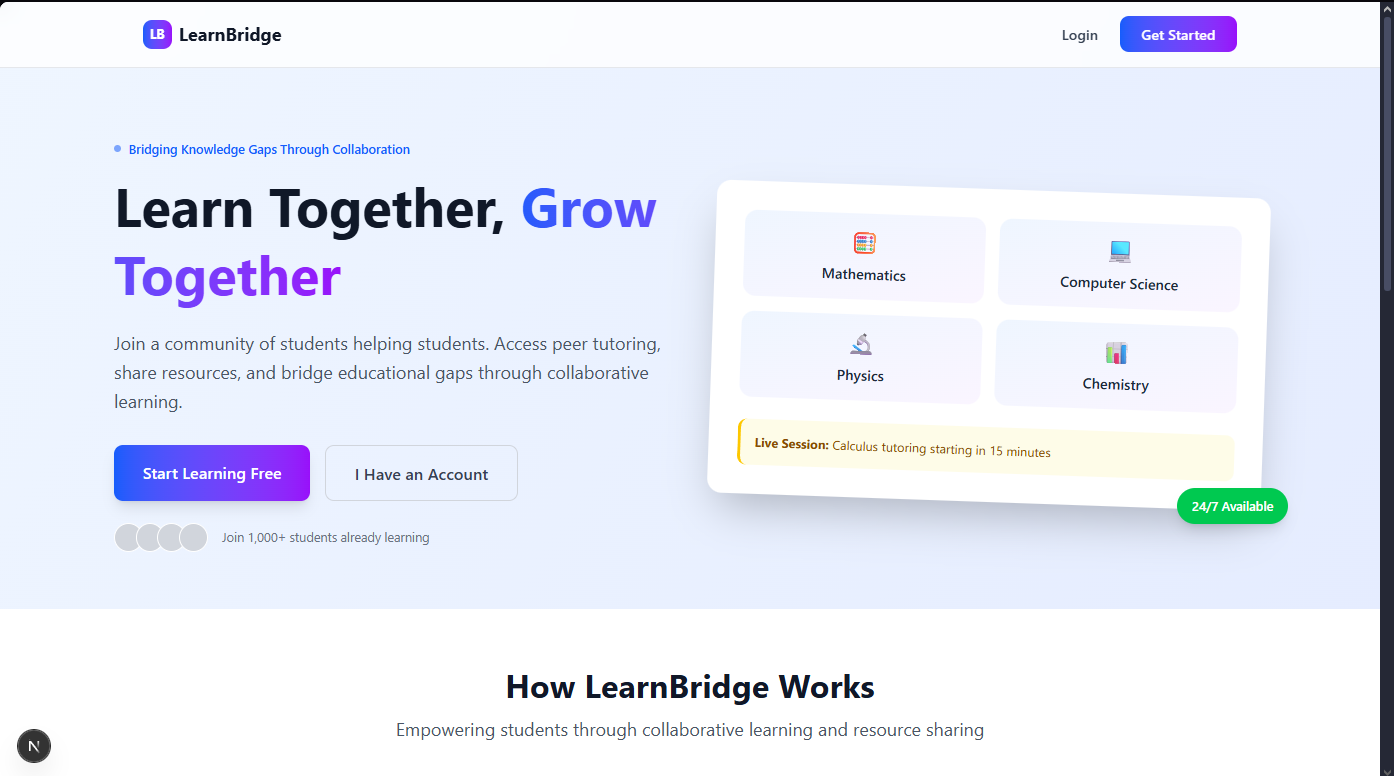 LB LearnBridge
Login
Get Started
Bridging Knowledge Gaps Through Collaboration
Learn Together, Grow
Together
Join a community of students helping students. Access peer tutoring,
share resources, and bridge educational gaps through collaborative
learning.
Start Learning Free
I Have an Account
Join 1,000+ students already learning
Mathematics
Computer Science
Physics
Chemistry
Live Session: Calculus tutoring starting in 15 minutes
24/7 Available
How LearnBridge Works
Empowering students through collaborative learning and resource sharing
N